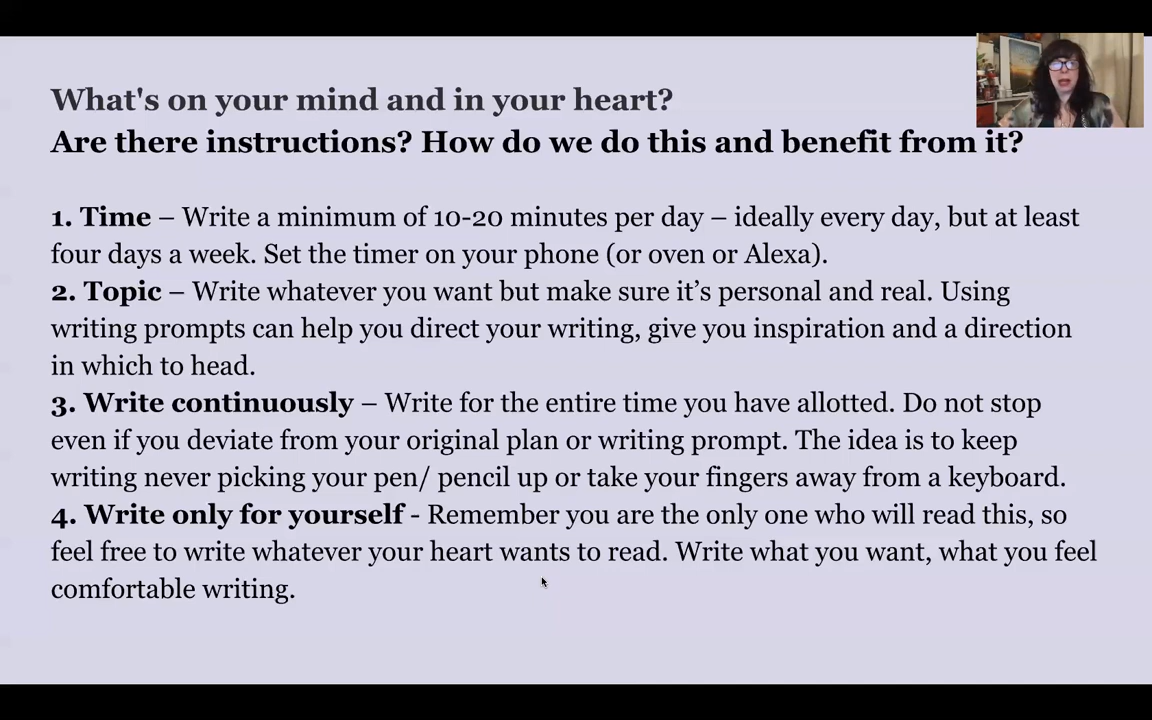 What's on your mind and in your heart?
Are there instructions? How do we do this and benefit from it?
1. Time – Write a minimum of 10-20 minutes per day – ideally every day, but at least
four days a week. Set the timer on your phone (or oven or Alexa).
2. Topic – Write whatever you want but make sure it’s personal and real. Using
writing prompts can help you direct your writing, give you inspiration and a direction
in which to head.
3. Write continuously – Write for the entire time you have allotted. Do not stop
even if you deviate from your original plan or writing prompt. The idea is to keep
writing never picking your pen/ pencil up or take your fingers away from a keyboard.
4. Write only for yourself - Remember you are the only one who will read this, so
feel free to write whatever your heart wants to read. Write what you want, what you feel
comfortable writing.